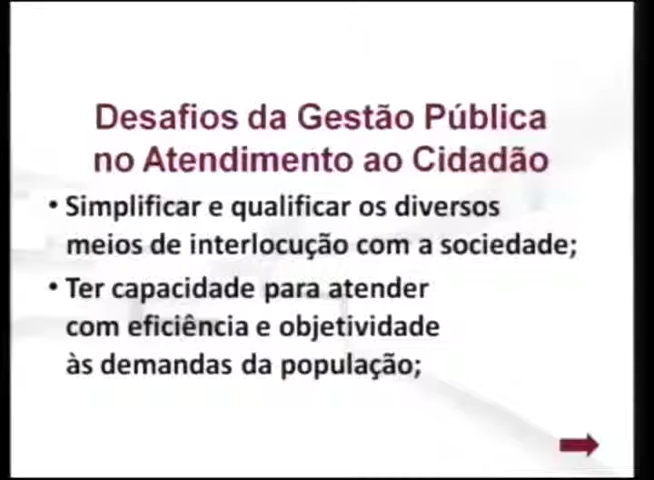 Desafios da Gestão Pública
no Atendimento ao Cidadão
• Simplificar e qualificar os diversos
meios de interlocução com a sociedade;
• Ter capacidade para atender
com eficiência e objetividade
às demandas da população;